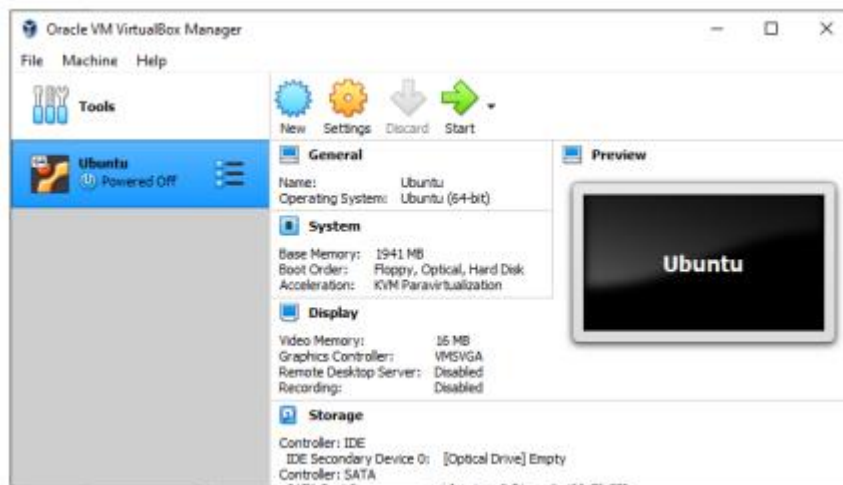 Oracle VM VirtualBox Manager
File Machine Help
Tools
New Settings Discard Start
Ubuntu
Powered Off
General
Name: Ubuntu
Operating System: Ubuntu (64-bit)
System
Base Memory: 1941 MB
Boot Order: Floppy, Optical, Hard Disk
Acceleration: KVM Paravirtualization
Display
Video Memory: 16 MB
Graphics Controller: VMSVGA
Remote Desktop Server: Disabled
Recording: Disabled
Storage
Controller: IDE
IDE Secondary Device 0: [Optical Drive] Empty
Controller: SATA
Preview
Ubuntu